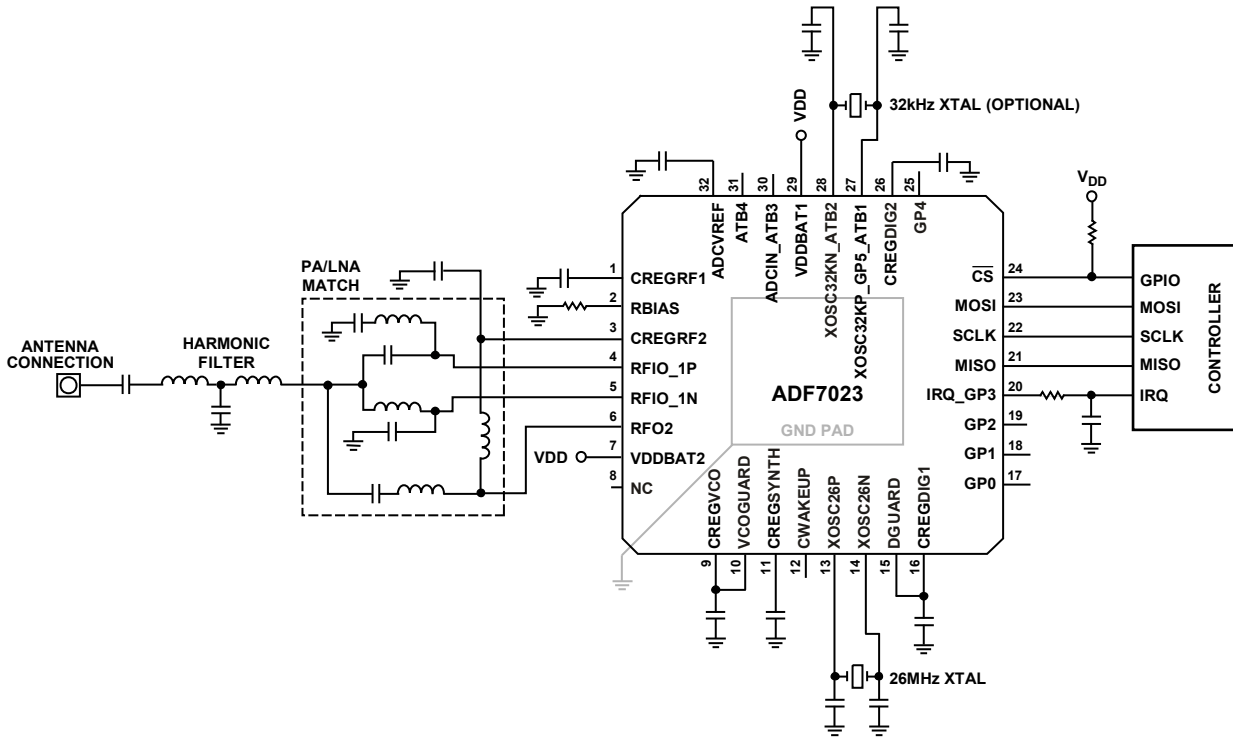 32kHz XTAL (OPTIONAL)
VDD
V_DD
32
31
30
29
28
27
26
25
ADCVREF
ATB4
ADCIN_ATB3
VDDBAT1
XOSC32KN_ATB2
XOSC32KP_GP5_ATB1
CREGDIG2
GP4
PA/LNA
MATCH
ANTENNA
CONNECTION
HARMONIC
FILTER
1 CREGRF1
2 RBIAS
3 CREGRF2
4 RFIO_1P
5 RFIO_1N
6 RFO2
VDD 7 VDDBAT2
8 NC
ADF7023
GND PAD
CS 24 GPIO
MOSI 23 MOSI
SCLK 22 SCLK
MISO 21 MISO
IRQ_GP3 20 IRQ
GP2 19
GP1 18
GP0 17
CONTROLLER
CREGVCO
VCOGUARD
CREGSYNTH
CWAKEUP
XOSC26P
XOSC26N
DGUARD
CREGDIG1
9
10
11
12
13
14
15
16
26MHz XTAL